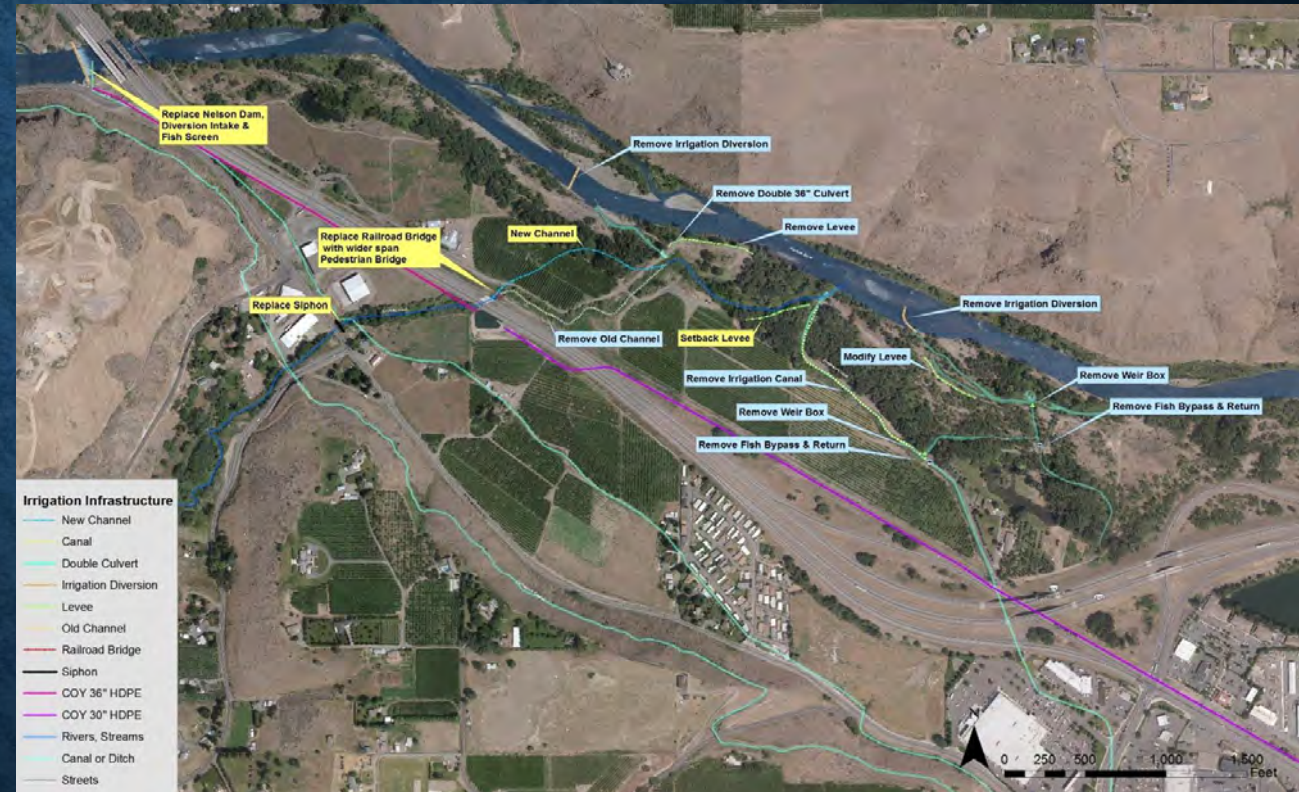 Replace Nelson Dam,
Diversion Intake &
Fish Screen
Remove Irrigation Diversion
Remove Double 36" Culvert
Remove Levee
New Channel
Replace Railroad Bridge
with wider span
Pedestrian Bridge
Replace Siphon
Remove Old Channel
Setback Levee
Remove Irrigation Diversion
Modify Levee
Remove Irrigation Canal
Remove Weir Box
Remove Weir Box
Remove Fish Bypass & Return
Remove Fish Bypass & Return
Irrigation Infrastructure
New Channel
Canal
Double Culvert
Irrigation Diversion
Levee
Old Channel
Railroad Bridge
Siphon
COY 36" HDPE
COY 30" HDPE
Rivers, Streams
Canal or Ditch
Streets
0 250 500 1,000 1,500
Feet